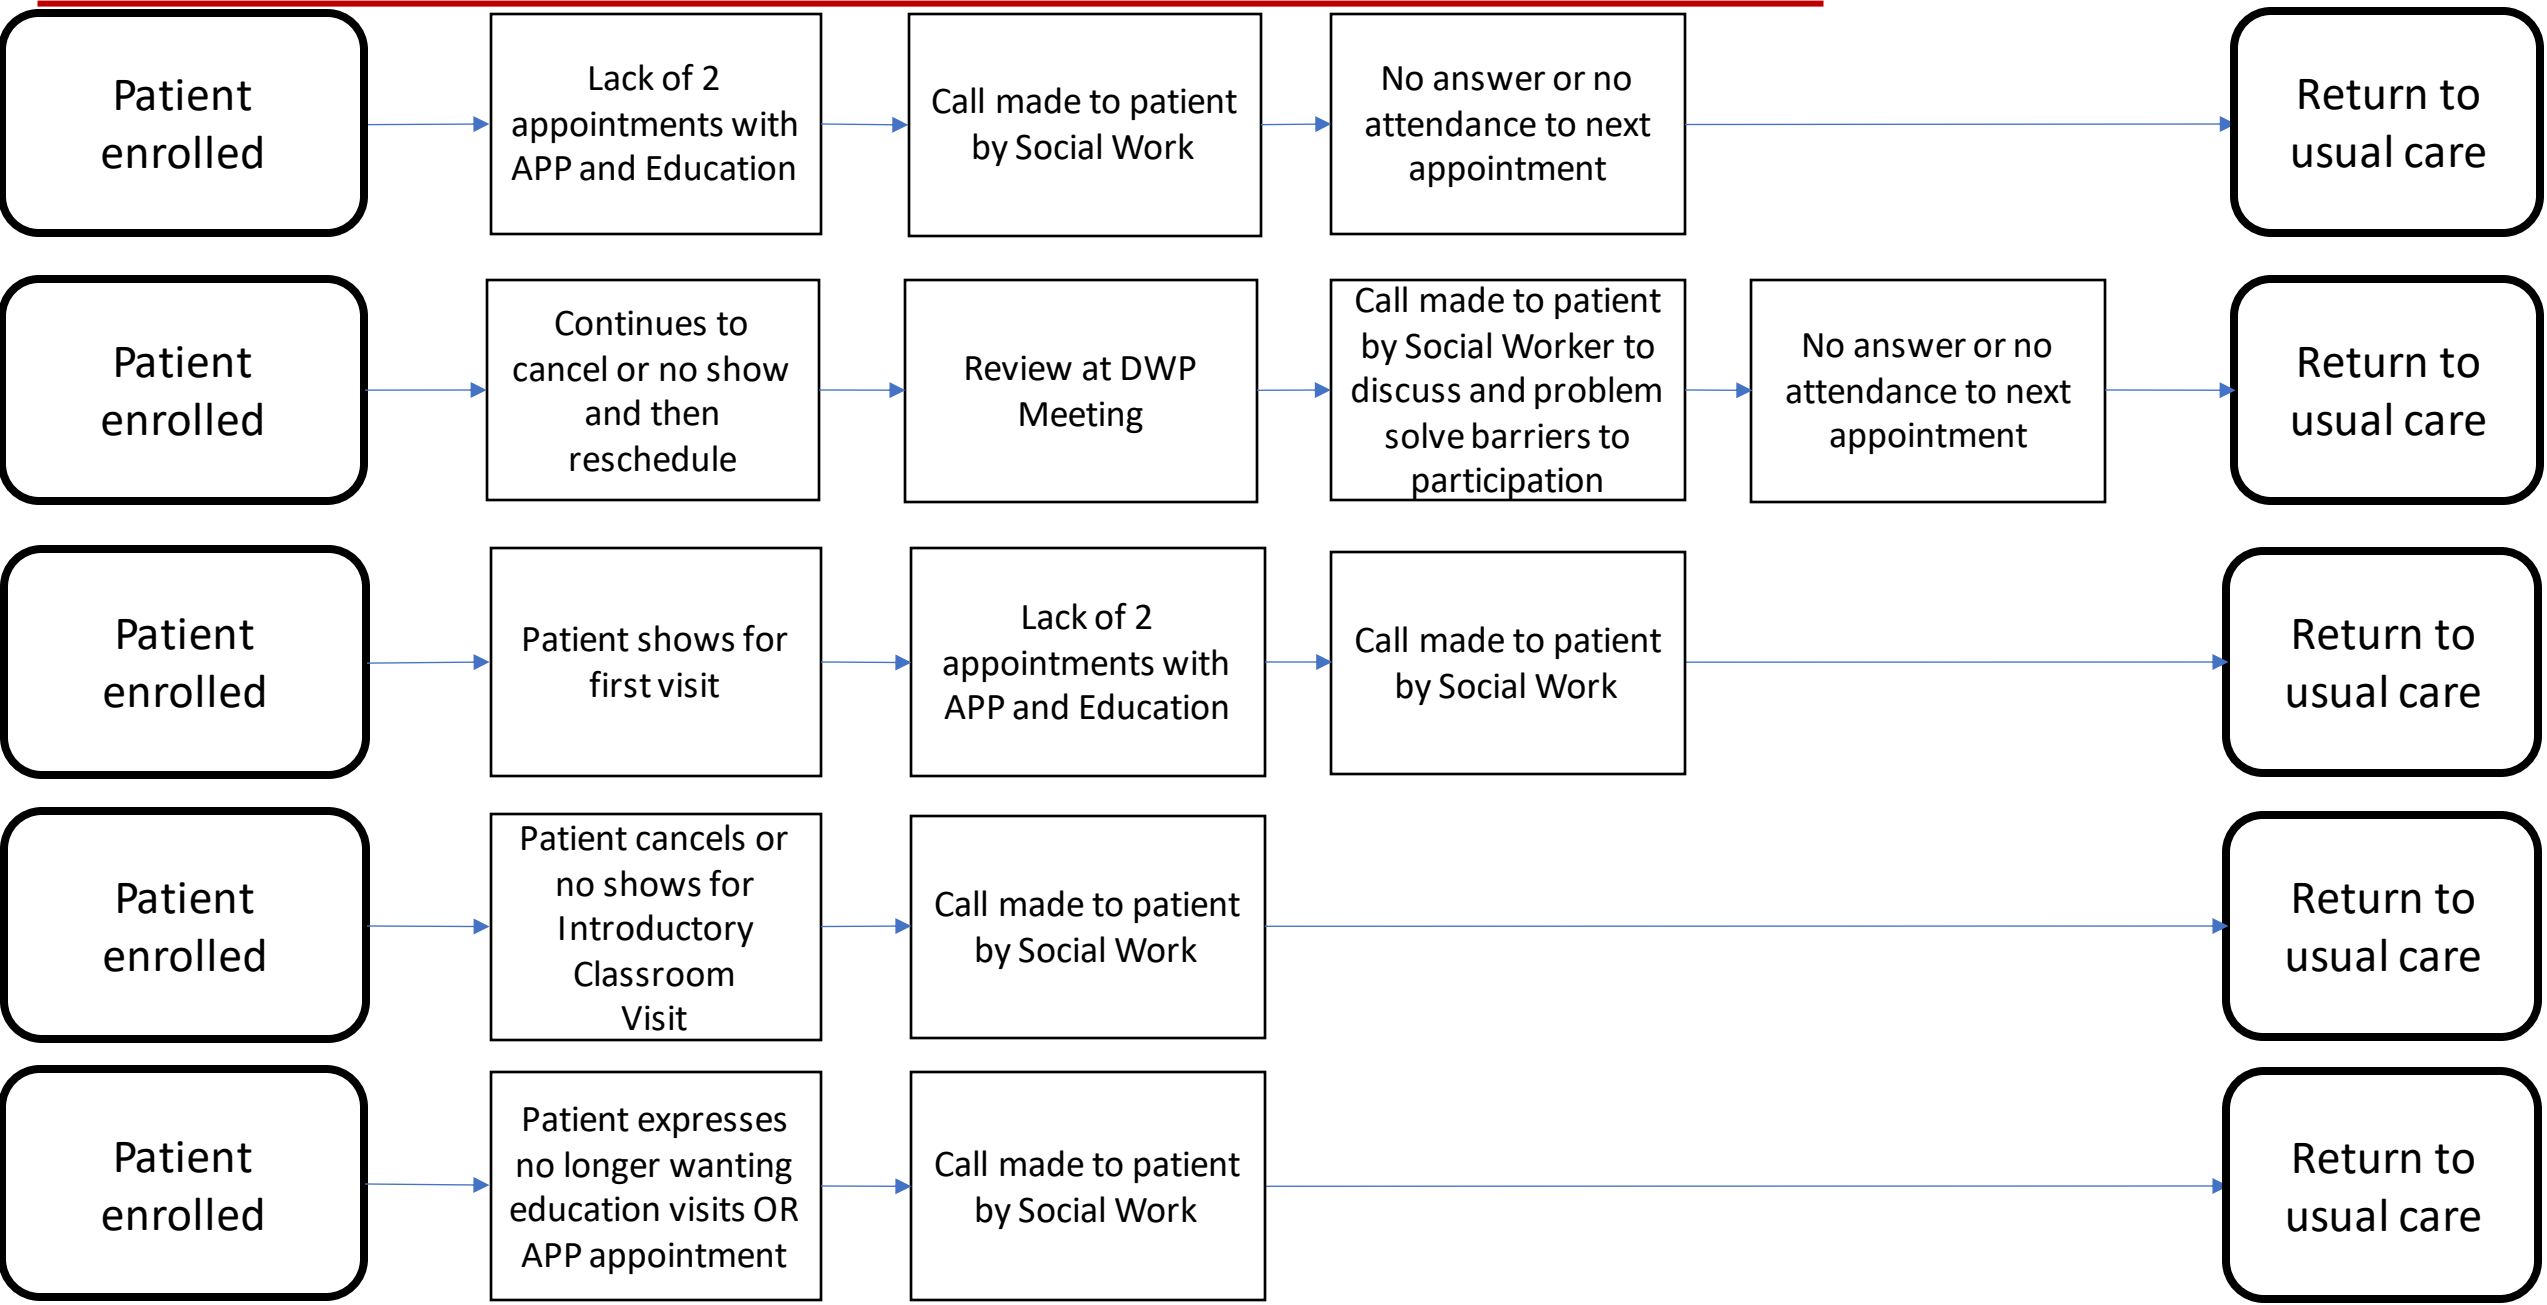 Patient
enrolled
Lack of 2
appointments with
APP and Education
Call made to patient
by Social Work
No answer or no
attendance to next
appointment
Return to
usual care
Patient
enrolled
Continues to
cancel or no show
and then
reschedule
Review at DWP
Meeting
Call made to patient
by Social Worker to
discuss and problem
solve barriers to
participation
No answer or no
attendance to next
appointment
Return to
usual care
Patient
enrolled
Patient shows for
first visit
Lack of 2
appointments with
APP and Education
Call made to patient
by Social Work
Return to
usual care
Patient
enrolled
Patient cancels or
no shows for
Introductory
Classroom
Visit
Call made to patient
by Social Work
Return to
usual care
Patient
enrolled
Patient expresses
no longer wanting
education visits OR
APP appointment
Call made to patient
by Social Work
Return to
usual care